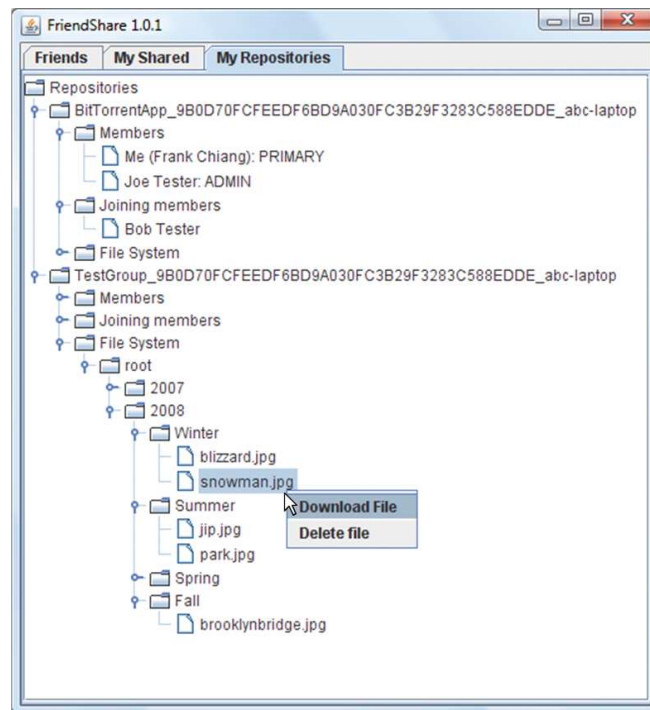 FriendShare 1.0.1
Friends My Shared My Repositories
Repositories
BitTorrentApp_9B0D70FCFEEDF6BD9A030FC3B29F3283C588EDDE_abc-laptop
Members
Me (Frank Chiang): PRIMARY
Joe Tester: ADMIN
Joining members
Bob Tester
File System
TestGroup_9B0D70FCFEEDF6BD9A030FC3B29F3283C588EDDE_abc-laptop
Members
Joining members
File System
root
2007
2008
Winter
blizzard.jpg
snowman.jpg
Download File
Delete file
Summer
jip.jpg
park.jpg
Spring
Fall
brooklynbridge.jpg